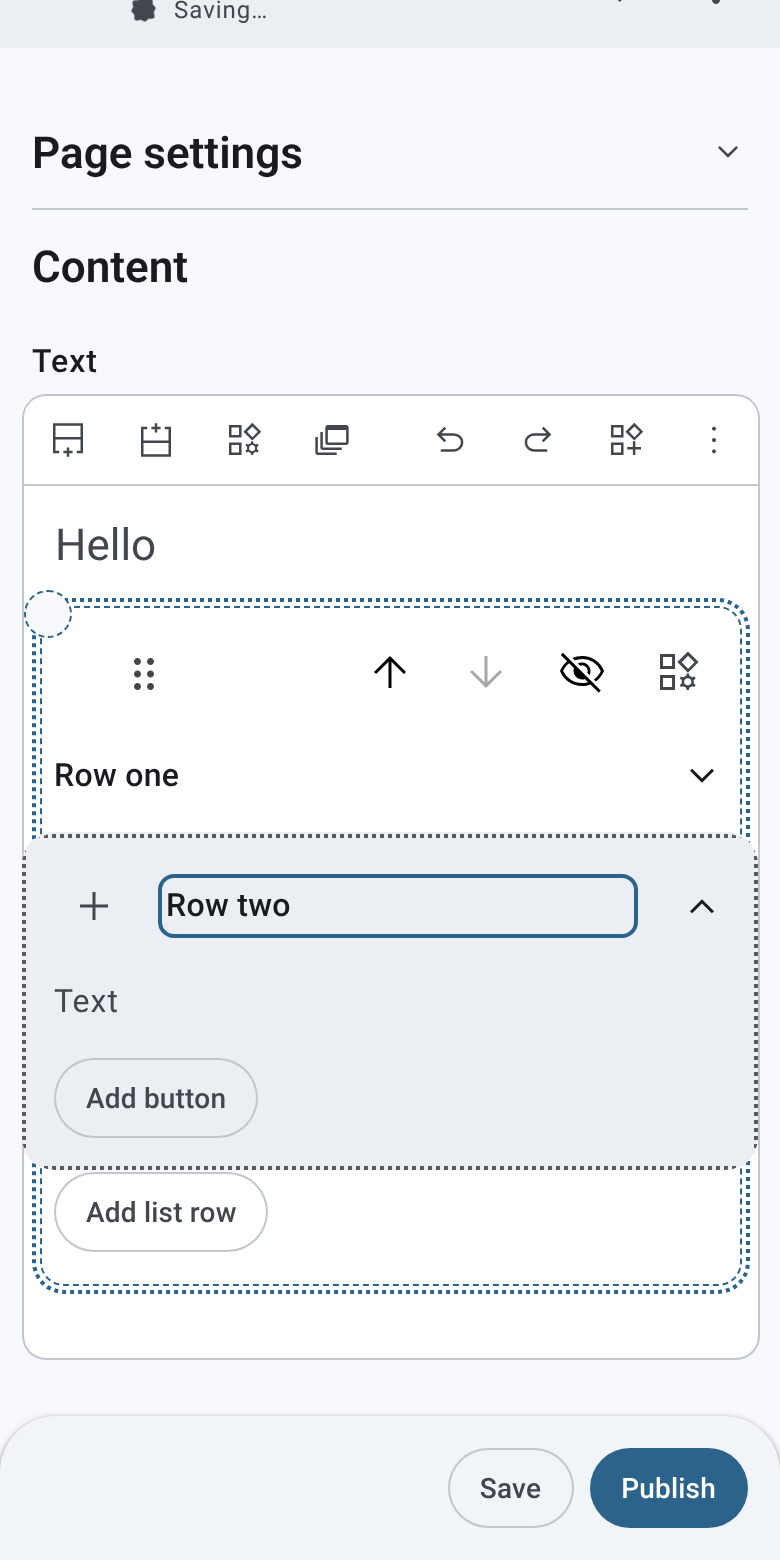 Saving…
Page settings
Content
Text
Hello
Row one
Row two
Text
Add button
Add list row
Save
Publish